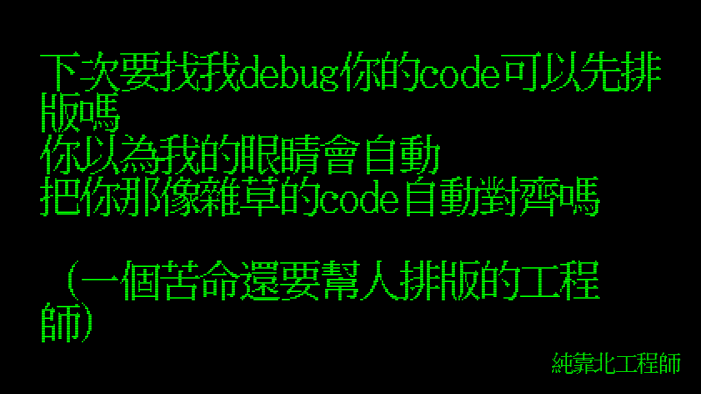 下次要找我debug你的code可以先排
版嗎
你以為我的眼睛會自動
把你那像雜草的code自動對齊嗎
（一個苦命還要幫人排版的工程
師）
純靠北工程師